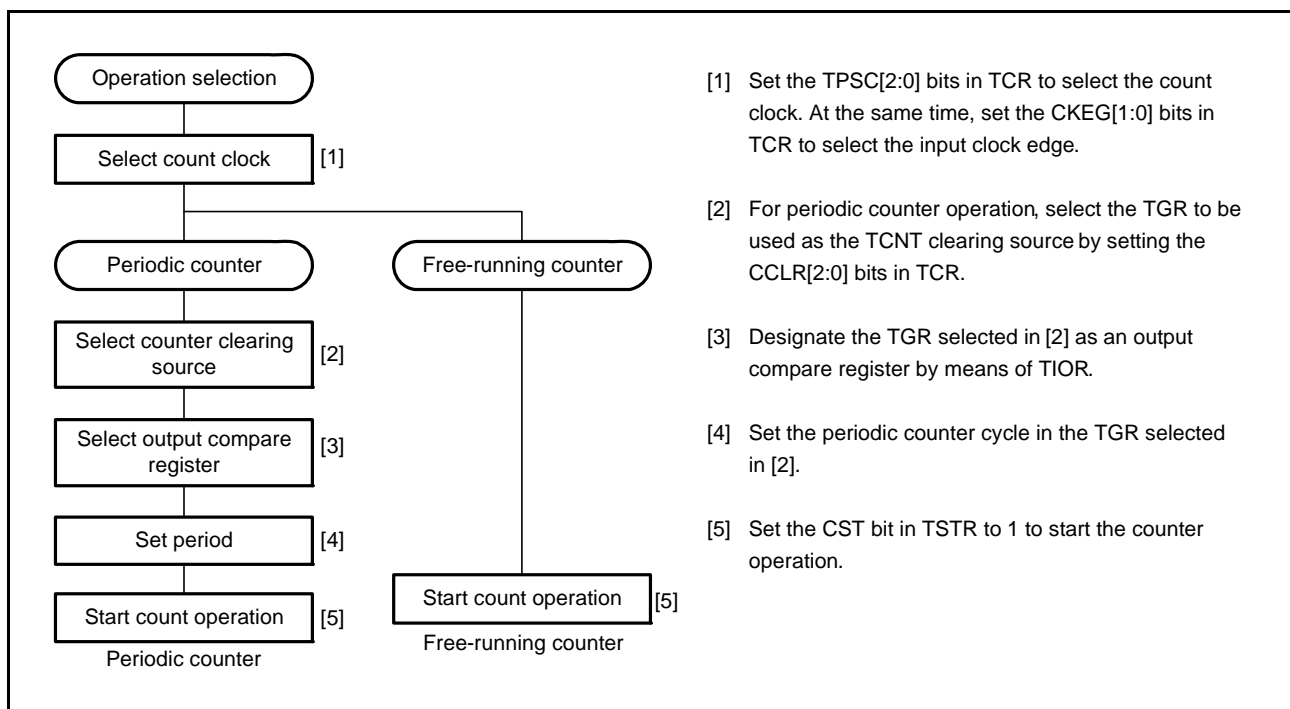 Operation selection
Select count clock
[1]
Periodic counter
Free-running counter
Select counter clearing
source
[2]
Select output compare
register
[3]
Set period
[4]
Start count operation
[5]
Periodic counter
Start count operation
[5]
Free-running counter
[1] Set the TPSC[2:0] bits in TCR to select the count
clock. At the same time, set the CKEG[1:0] bits in
TCR to select the input clock edge.
[2] For periodic counter operation, select the TGR to be
used as the TCNT clearing source by setting the
CCLR[2:0] bits in TCR.
[3] Designate the TGR selected in [2] as an output
compare register by means of TIOR.
[4] Set the periodic counter cycle in the TGR selected
in [2].
[5] Set the CST bit in TSTR to 1 to start the counter
operation.